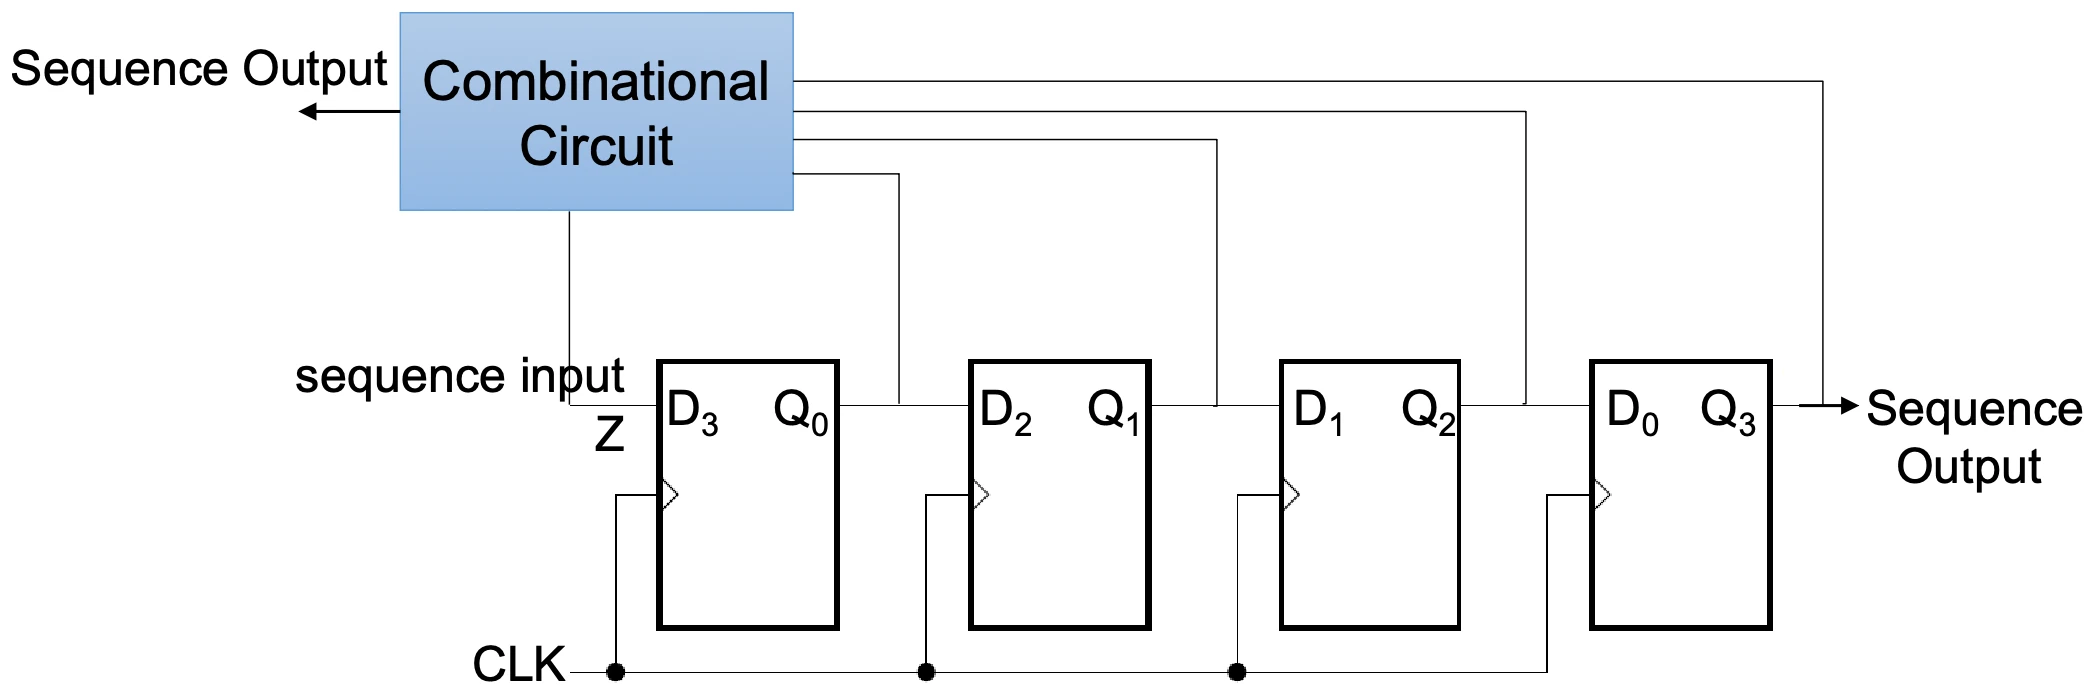 Sequence Output
Combinational
Circuit
sequence input
Z
D3 Q0
D2 Q1
D1 Q2
D0 Q3
Sequence
Output
CLK